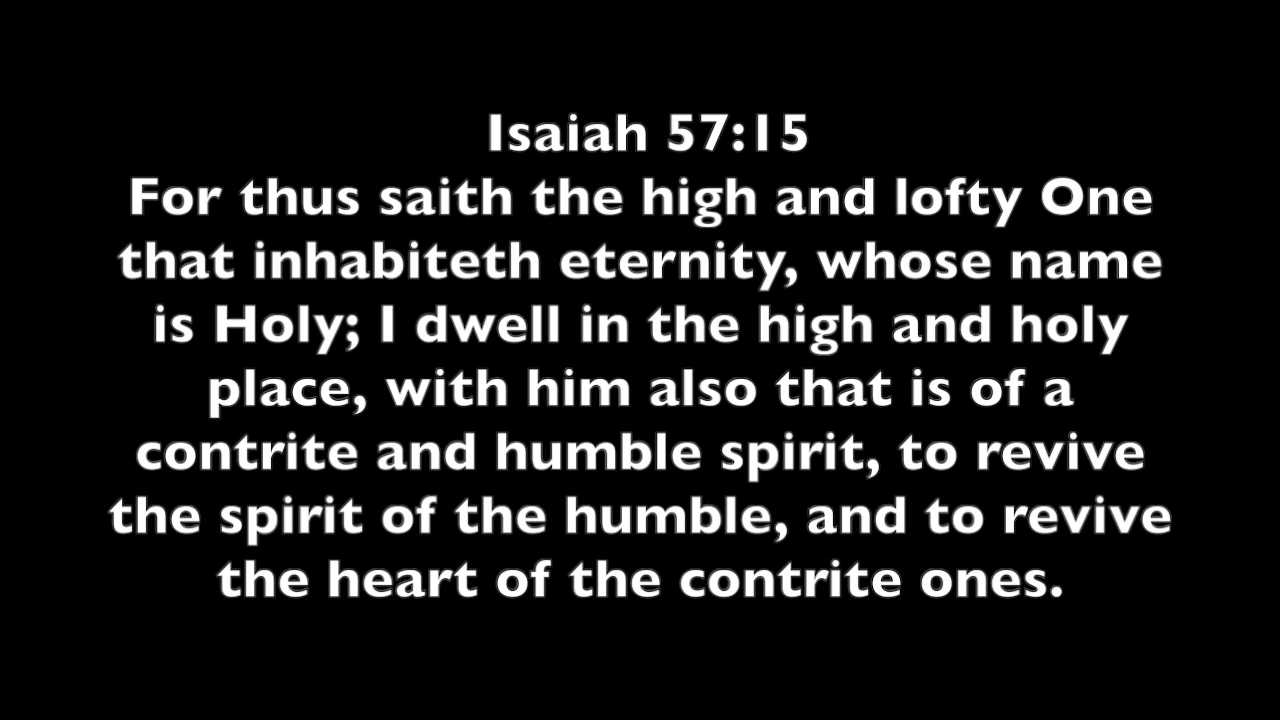 Isaiah 57:15
For thus saith the high and lofty One
that inhabiteth eternity, whose name
is Holy; I dwell in the high and holy
place, with him also that is of a
contrite and humble spirit, to revive
the spirit of the humble, and to revive
the heart of the contrite ones.